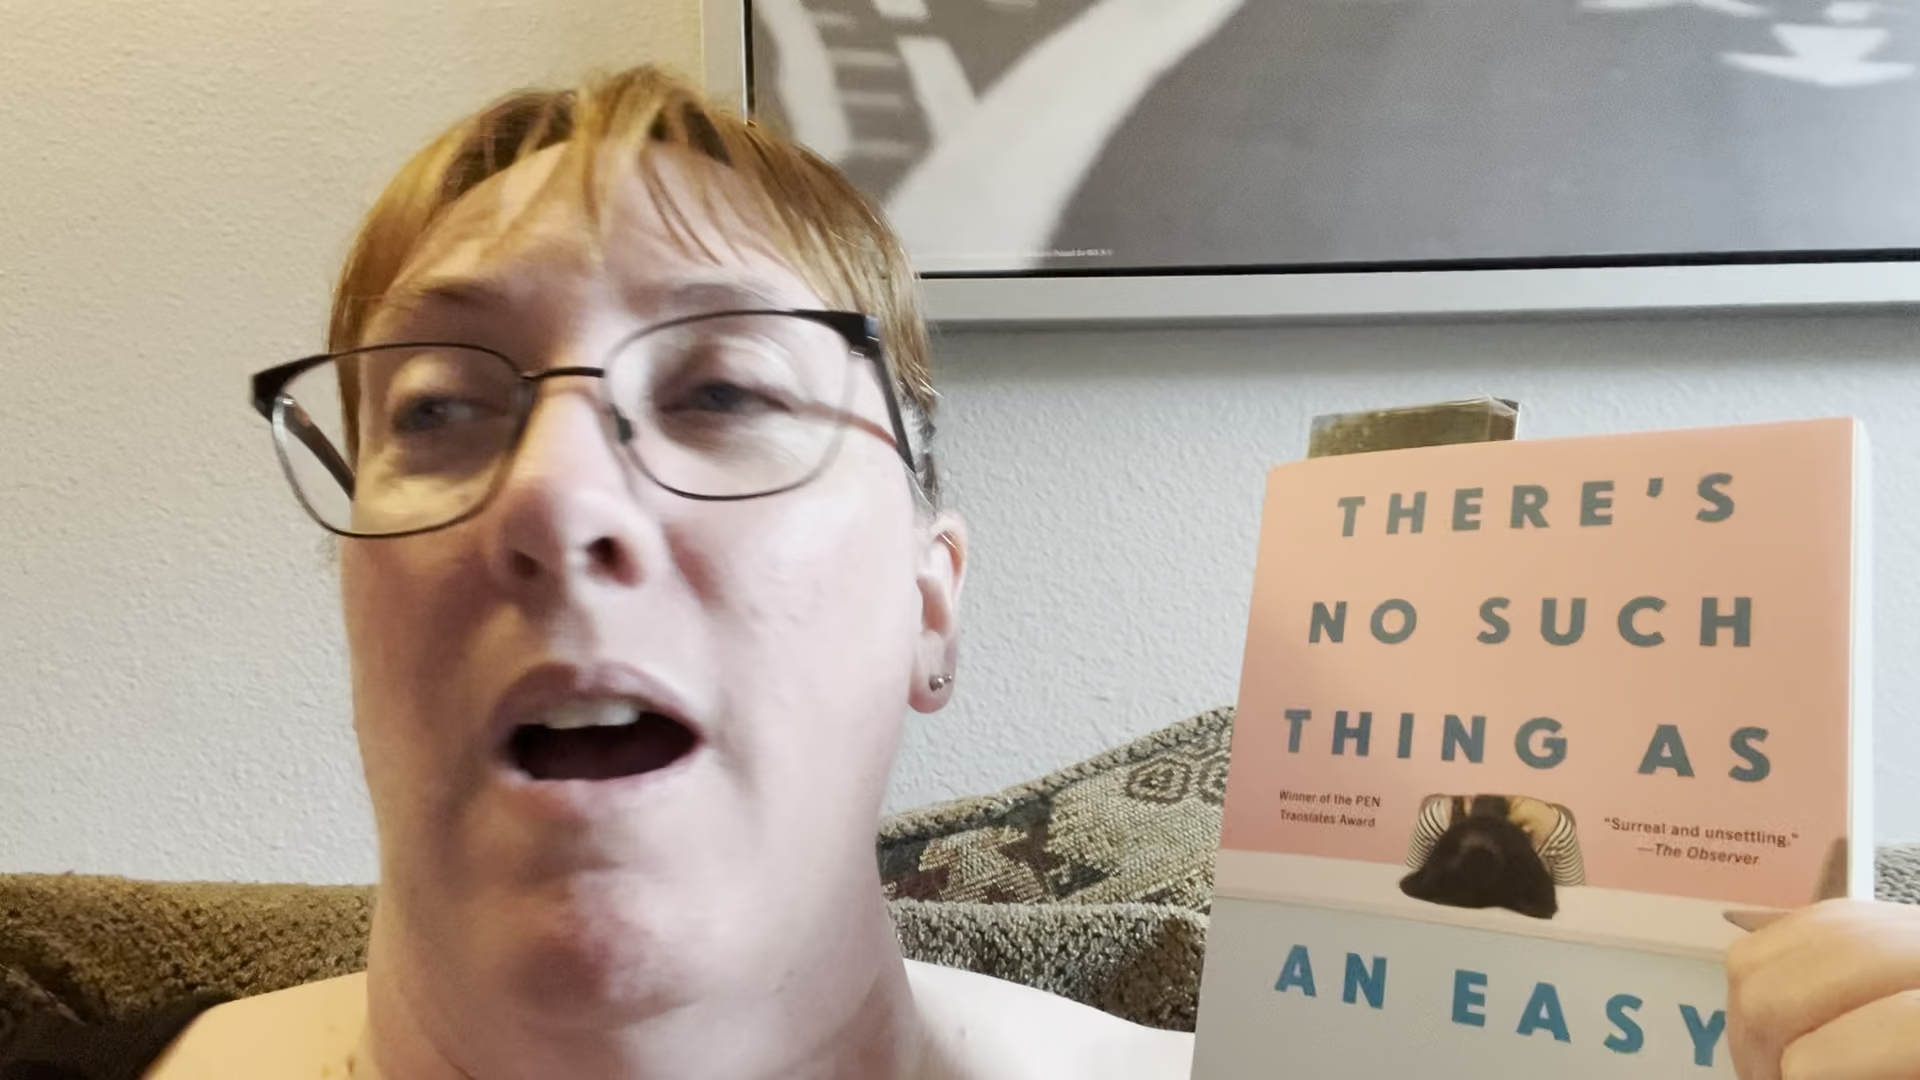 THERE'S
NO SUCH
THING AS
Winner of the PEN
Translates Award
"Surreal and unsettling."
—The Observer
AN EASY